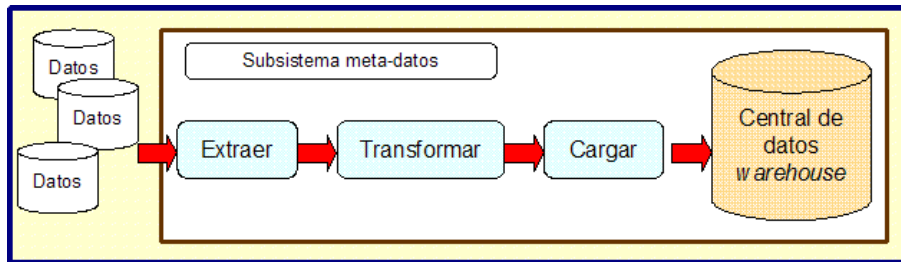 Datos
Datos
Datos
Subsistema meta-datos
Extraer
Transformar
Cargar
Central de
datos
warehouse